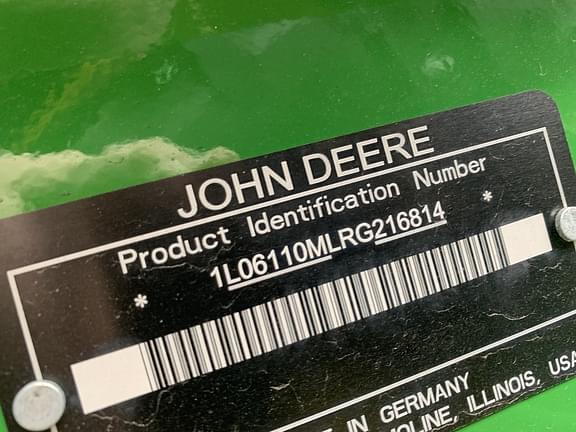 JOHN DEERE
Product Identification Number
* 1L06110MLRG216814 *
IN GERMANY
MOLINE, ILLINOIS, USA